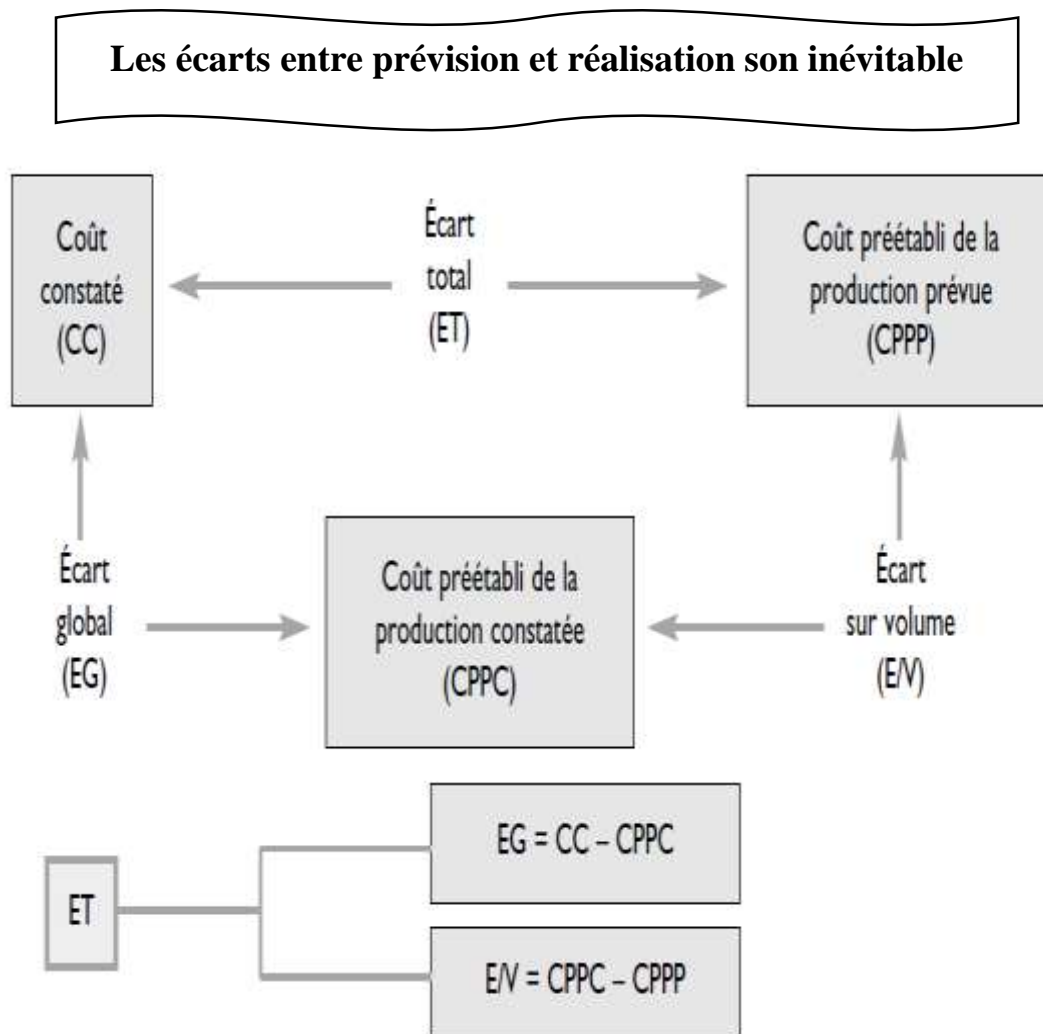 Les écarts entre prévision et réalisation son inévitable
Coût
constaté
(CC)
Écart
total
(ET)
Coût préétabli de la
production prévue
(CPPP)
Écart
global
(EG)
Coût préétabli de la
production constatée
(CPPC)
Écart
sur volume
(E/V)
ET
EG = CC – CPPC
E/V = CPPC – CPPP